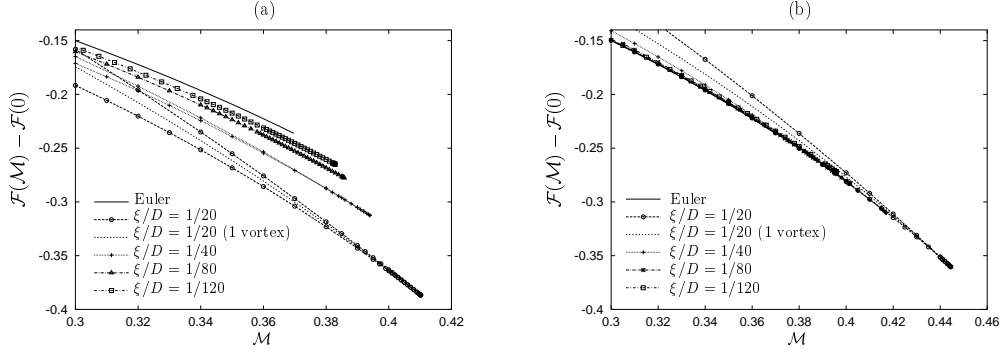 (a)
F(M) − F(0)
-0.15
-0.2
-0.25
-0.3
-0.35
-0.4
Euler
ξ/D = 1/20
ξ/D = 1/20 (1 vortex)
ξ/D = 1/40
ξ/D = 1/80
ξ/D = 1/120
0.3 0.32 0.34 0.36 0.38 0.4 0.42
M
(b)
F(M) − F(0)
-0.15
-0.2
-0.25
-0.3
-0.35
-0.4
Euler
ξ/D = 1/20
ξ/D = 1/20 (1 vortex)
ξ/D = 1/40
ξ/D = 1/80
ξ/D = 1/120
0.3 0.32 0.34 0.36 0.38 0.4 0.42 0.44 0.46
M